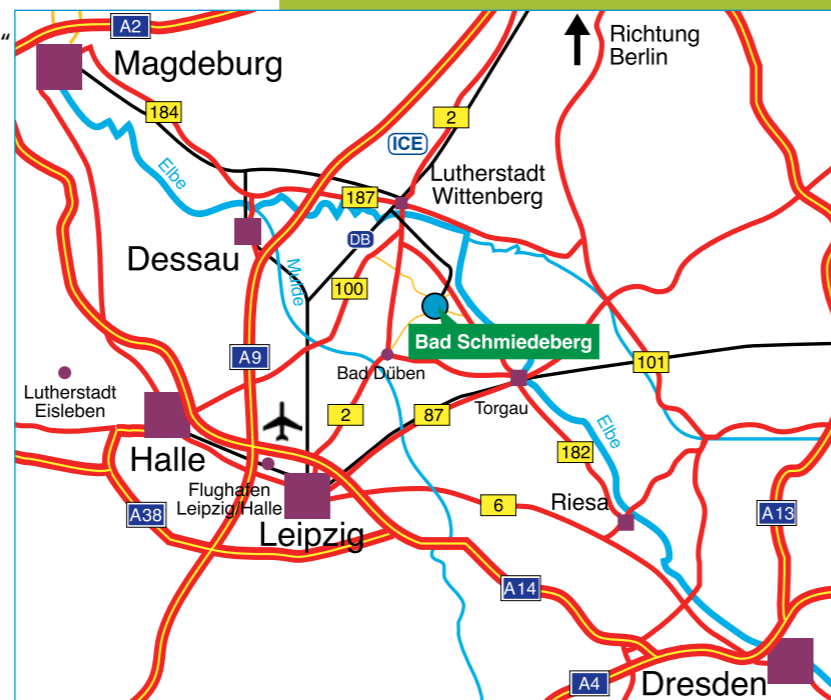 “
A2
Richtung
Berlin
Magdeburg
184
2
ICE
Elbe
Lutherstadt
Wittenberg
187
DB
Dessau
Mulde
100
Bad Schmiedeberg
A9
101
Bad Düben
Lutherstadt
Eisleben
Torgau
2
87
Elbe
Halle
182
Flughafen
Leipzig/Halle
Riesa
6
A38
A13
Leipzig
A14
Dresden
A4